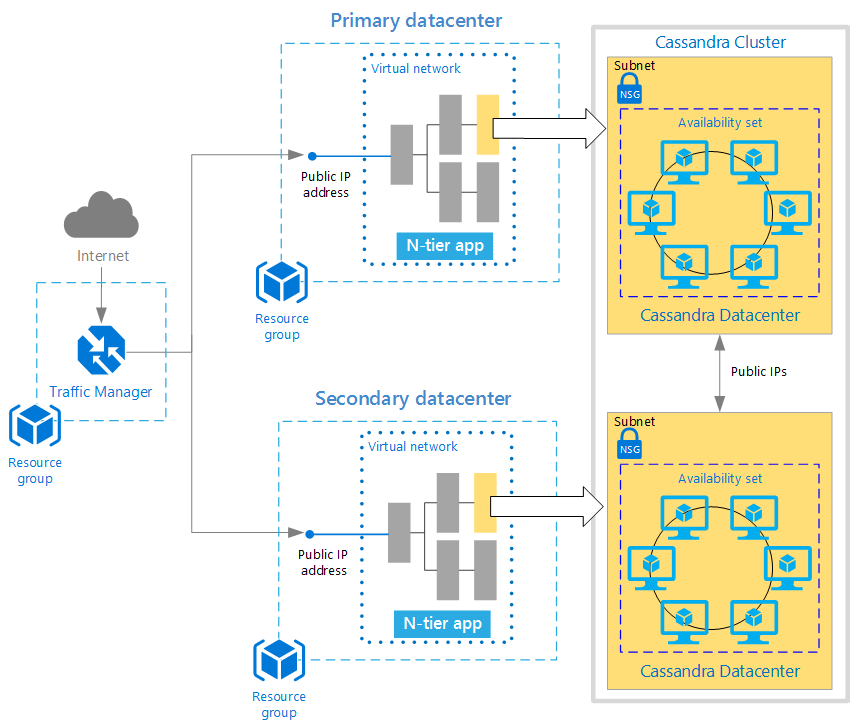 Primary datacenter
Virtual network
Public IP
address
N-tier app
Resource
group
Internet
Traffic Manager
Resource
group
Secondary datacenter
Virtual network
Public IP
address
N-tier app
Resource
group
Cassandra Cluster
Subnet
NSG
Availability set
Cassandra Datacenter
Public IPs
Subnet
NSG
Availability set
Cassandra Datacenter